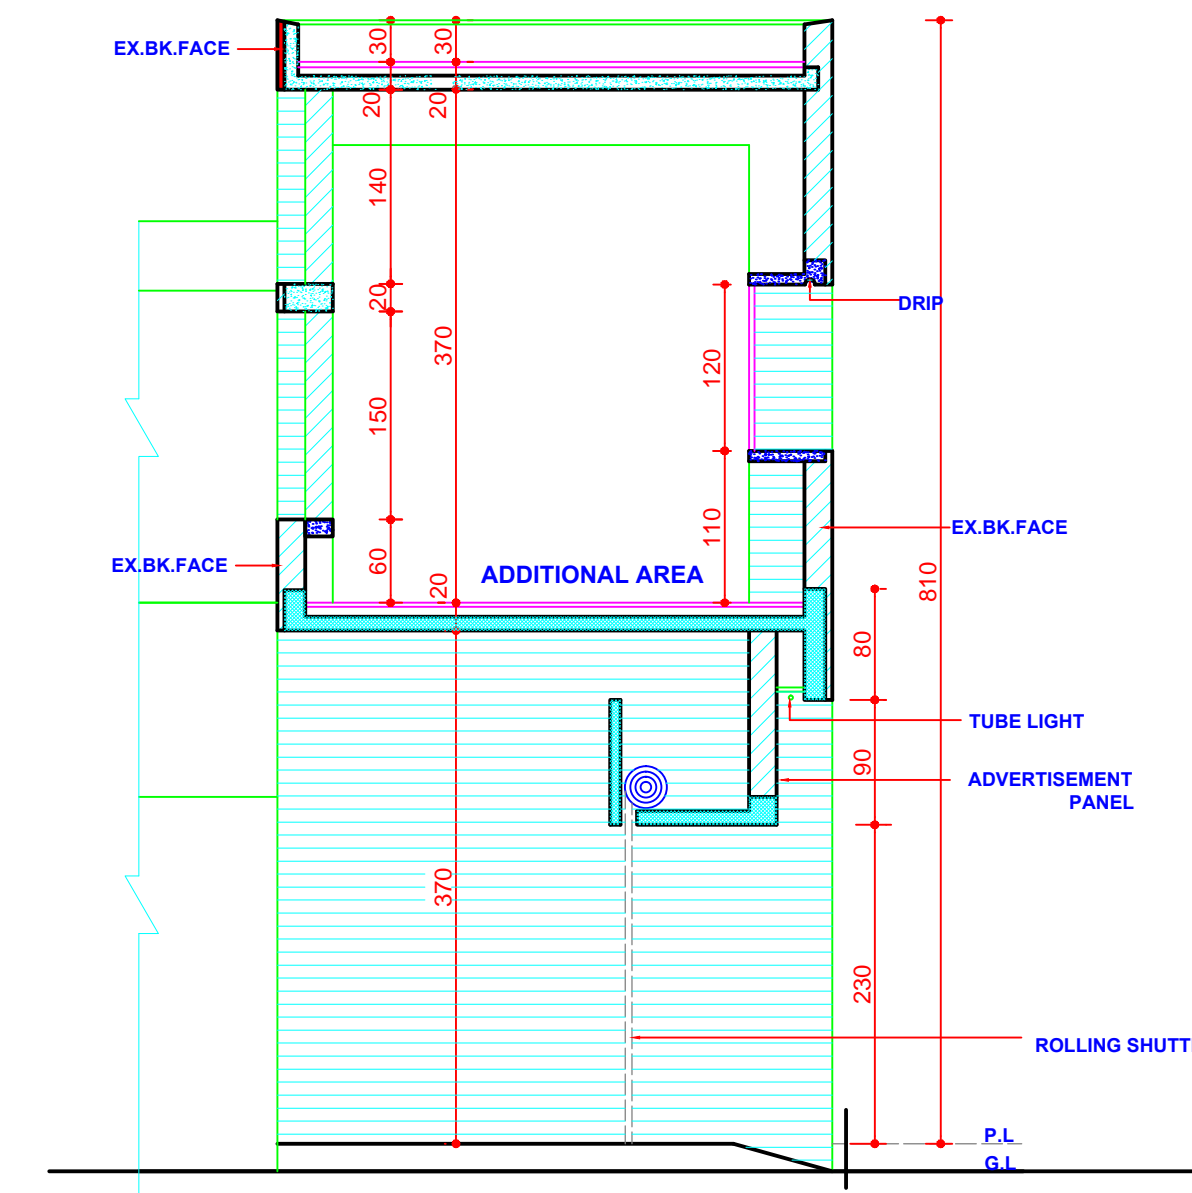 30
30
EX.BK.FACE
20
20
140
20
DRIP
370
120
150
110
EX.BK.FACE
EX.BK.FACE
60
20
ADDITIONAL AREA
810
80
TUBE LIGHT
90
ADVERTISEMENT
PANEL
370
230
ROLLING SHUTT
P.L
G.L